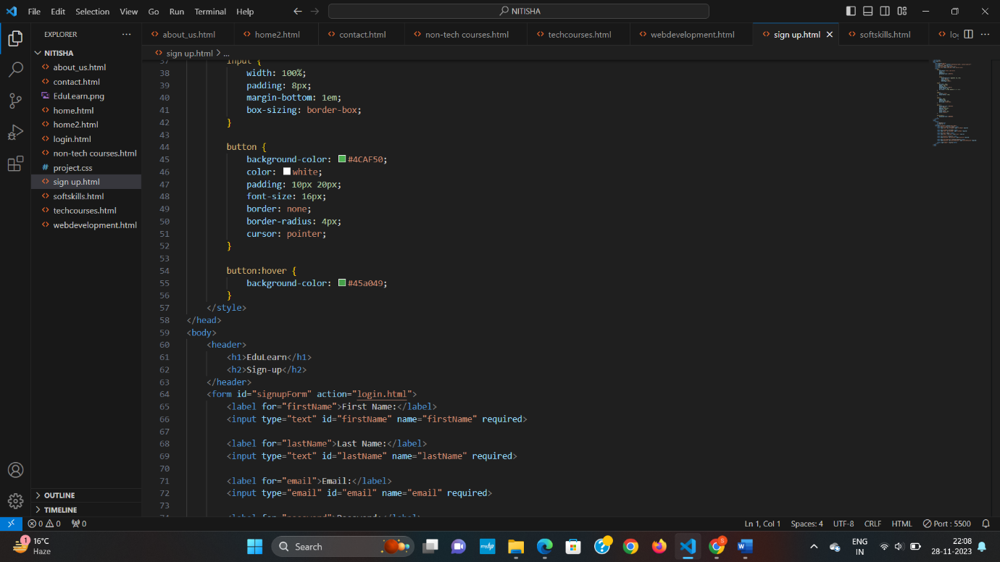 File Edit Selection View Go Run Terminal Help
NITISHA
EXPLORER
about_us.html home2.html contact.html non-tech courses.html techcourses.html webdevelopment.html sign up.html softskills.html
NITISHA
about_us.html
contact.html
EduLearn.png
home.html
home2.html
login.html
non-tech courses.html
project.css
sign up.html
softskills.html
techcourses.html
webdevelopment.html
OUTLINE
TIMELINE
sign up.html > ...
37 input {
38 width: 100%;
39 padding: 8px;
40 margin-bottom: 1em;
41 box-sizing: border-box;
42 }
43
44 button {
45 background-color: #4CAF50;
46 color: white;
47 padding: 10px 20px;
48 font-size: 16px;
49 border: none;
50 border-radius: 4px;
51 cursor: pointer;
52 }
53
54 button:hover {
55 background-color: #45a049;
56 }
57 </style>
58 </head>
59 <body>
60 <header>
61 <h1>EduLearn</h1>
62 <h2>Sign-up</h2>
63 </header>
64 <form id="signupForm" action="login.html">
65 <label for="firstName">First Name:</label>
66 <input type="text" id="firstName" name="firstName" required>
67
68 <label for="lastName">Last Name:</label>
69 <input type="text" id="lastName" name="lastName" required>
70
71 <label for="email">Email:</label>
72 <input type="email" id="email" name="email" required>
73
0 0 0
Ln 1, Col 1 Spaces: 4 UTF-8 CRLF HTML Port : 5500
1
16°C
Haze
Search
myhp
S
ENG
IN
22:08
28-11-2023